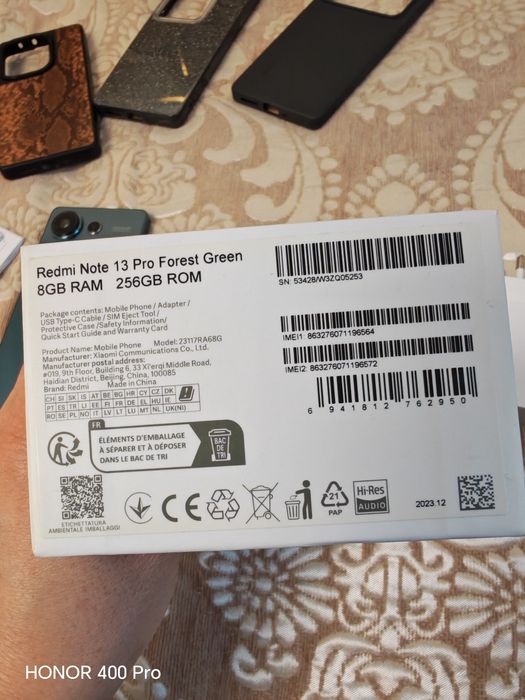 Redmi Note 13 Pro Forest Green
8GB RAM 256GB ROM
Package contents: Mobile Phone / Adapter /
USB Type-C Cable / SIM Eject Tool /
Protective Case /Safety Information/
Quick Start Guide and Warranty Card
Product Name: Mobile Phone Model: 23117RA68G
Manufacturer: Xiaomi Communications Co., Ltd.
#019, 9th Floor, Building 6, 33 Xi'erqi Middle Road,
Haidian District, Beijing, China, 100085
Brand: Redmi Made in China
CH SI SK IS AT BE BG HR CY CZ DK
PT ES TR LI EE FI FR DE EL HU IE
RO SE PL NO IT LV LT LU MT NL UK(NI)
SN: 53428/W3ZQ05253
IMEI1: 863276071196564
IMEI2: 863276071196572
6 941812 762950
FR
ÉLÉMENTS D'EMBALLAGE
À SÉPARER ET À DÉPOSER
DANS LE BAC DE TRI
BAC
DE
TRI
ETICHETTATURA
AMBIENTALE IMBALLAGGI
CE
21
PAP
Hi-Res
AUDIO
2023.12
HONOR 400 Pro